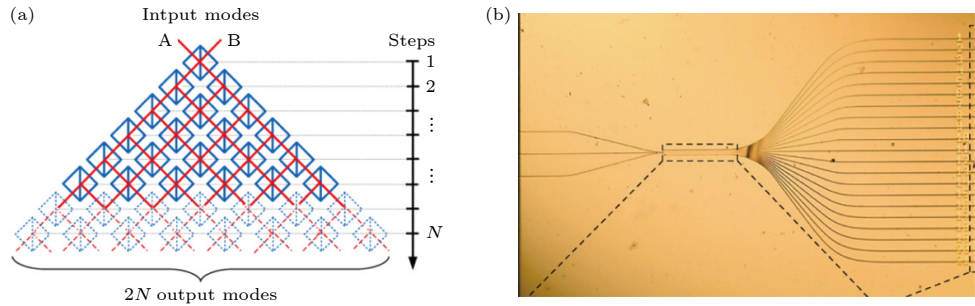 (a)
Intput modes
A B
Steps
1
2
⋮
⋮
N
2N output modes
(b)